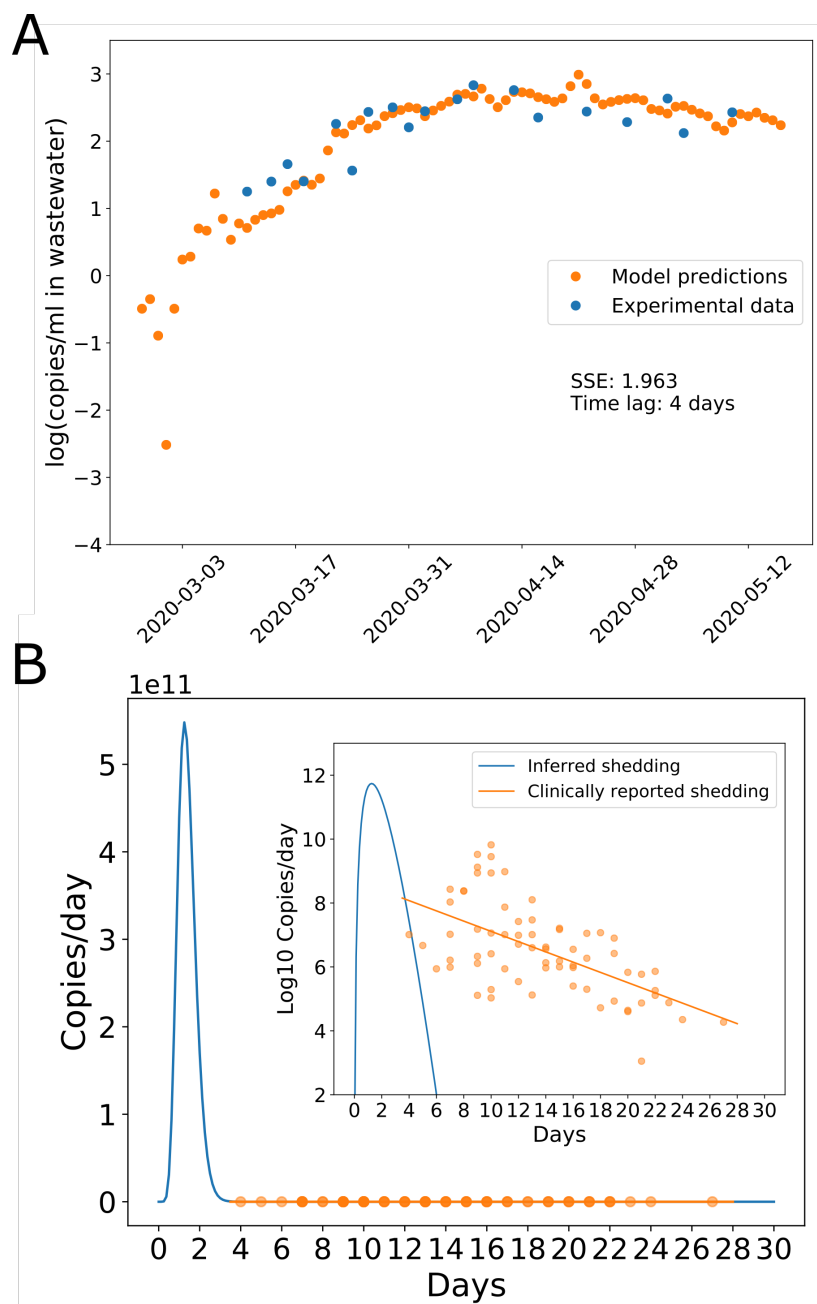 A
log(copies/ml in wastewater)
3
2
1
0
−1
−2
−3
−4
Model predictions
Experimental data
SSE: 1.963
Time lag: 4 days
2020-03-03
2020-03-17
2020-03-31
2020-04-14
2020-04-28
2020-05-12
B
1e11
Copies/day
5
4
3
2
1
0
Log10 Copies/day
12
10
8
6
4
2
Inferred shedding
Clinically reported shedding
0 2 4 6 8 10 12 14 16 18 20 22 24 26 28 30
Days
0 2 4 6 8 10 12 14 16 18 20 22 24 26 28 30
Days